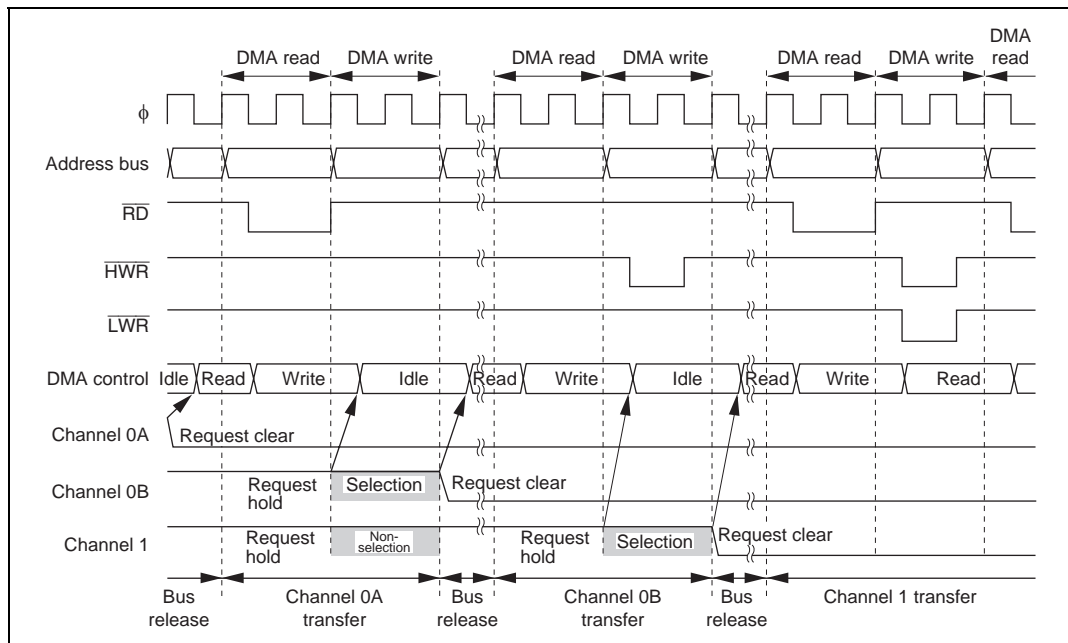 DMA read DMA write DMA read DMA write DMA read DMA write DMA
read
ϕ
Address bus
RD
HWR
LWR
DMA control Idle Read Write Idle Read Write Idle Read Write Read
Channel 0A Request clear
Channel 0B Request
hold Selection Request clear
Channel 1 Request
hold Non-
selection Request
hold Selection Request clear
Bus
release Channel 0A
transfer Bus
release Channel 0B
transfer Bus
release Channel 1 transfer